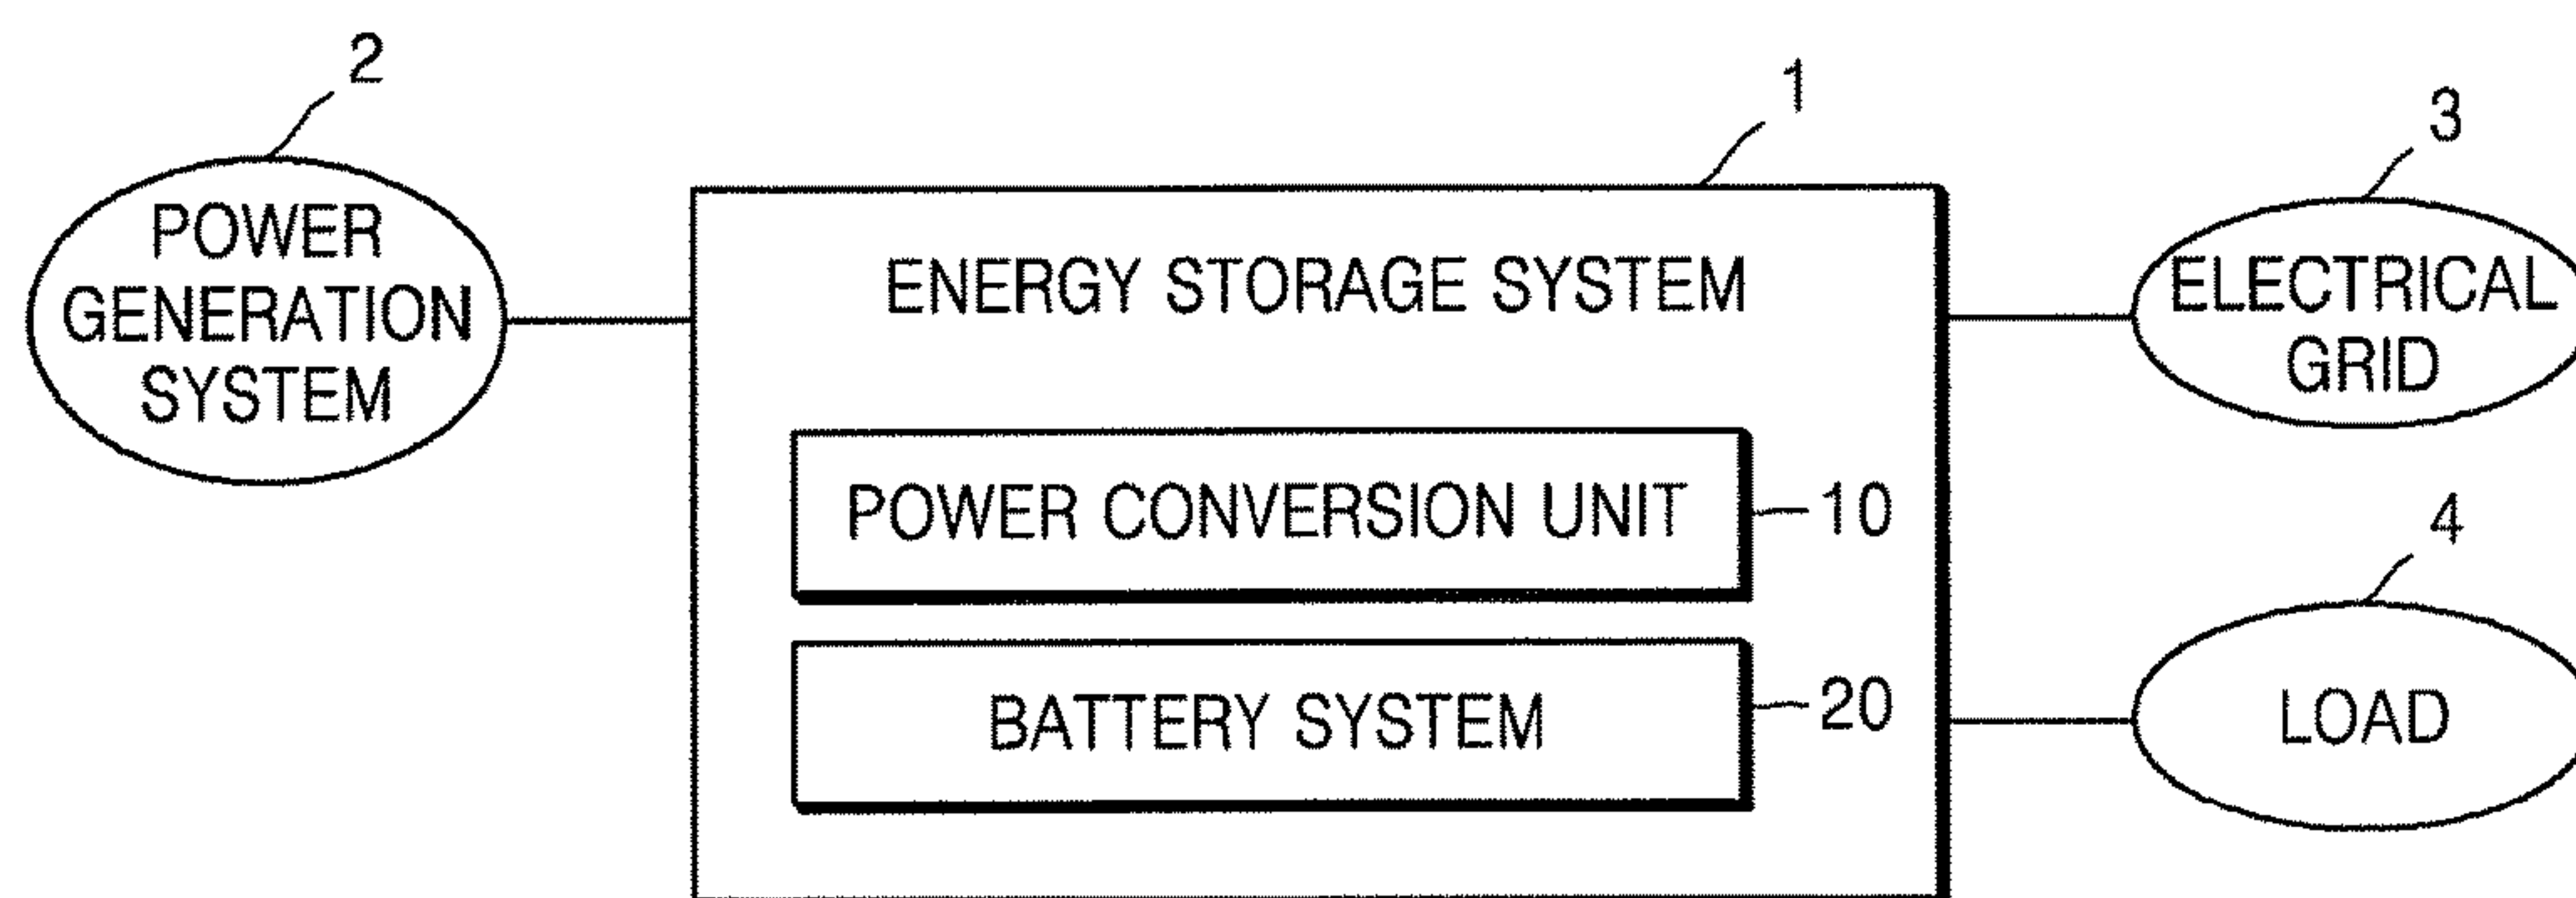 2
1
3
POWER
GENERATION
SYSTEM
ENERGY STORAGE SYSTEM
ELECTRICAL
GRID
POWER CONVERSION UNIT
10
4
BATTERY SYSTEM
20
LOAD